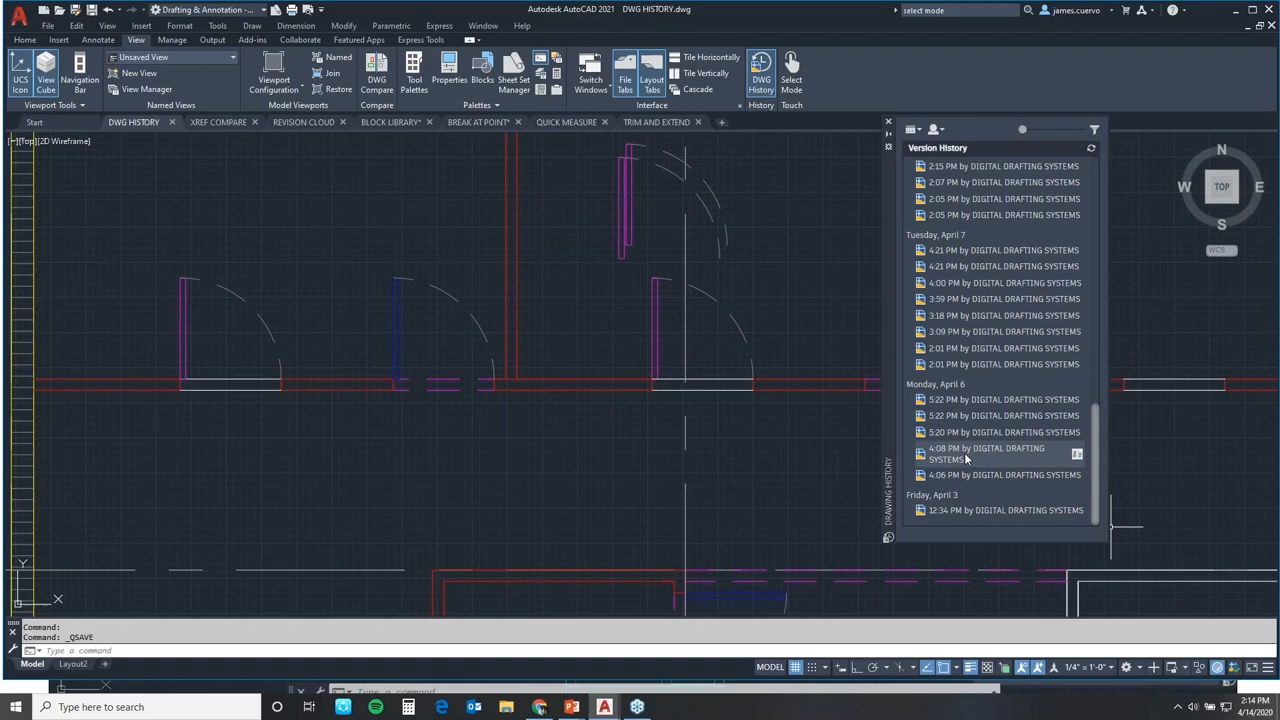 Drafting & Annotation
Autodesk AutoCAD 2021 DWG HISTORY.dwg
select mode
james.cuervo
File Edit View Insert Format Tools Draw Dimension Modify Parametric Express Window Help
Home Insert Annotate View Manage Output Add-ins Collaborate Featured Apps Express Tools
Unsaved View
New View
View Manager
UCS Icon
View Cube
Navigation Bar
Viewport Configuration
Named
Join
Restore
DWG Compare
Tool Palettes
Properties
Blocks
Sheet Set Manager
Switch Windows
File Tabs
Layout Tabs
Tile Horizontally
Tile Vertically
Cascade
DWG History
Select Mode
Viewport Tools Named Views Model Viewports Compare Palettes Interface History Touch
Start DWG HISTORY XREF COMPARE REVISION CLOUD BLOCK LIBRARY* BREAK AT POINT* QUICK MEASURE TRIM AND EXTEND
[−][Top][2D Wireframe]
Version History
2:15 PM by DIGITAL DRAFTING SYSTEMS
2:07 PM by DIGITAL DRAFTING SYSTEMS
2:05 PM by DIGITAL DRAFTING SYSTEMS
2:05 PM by DIGITAL DRAFTING SYSTEMS
Tuesday, April 7
4:21 PM by DIGITAL DRAFTING SYSTEMS
4:21 PM by DIGITAL DRAFTING SYSTEMS
4:00 PM by DIGITAL DRAFTING SYSTEMS
3:59 PM by DIGITAL DRAFTING SYSTEMS
3:18 PM by DIGITAL DRAFTING SYSTEMS
3:09 PM by DIGITAL DRAFTING SYSTEMS
2:01 PM by DIGITAL DRAFTING SYSTEMS
2:01 PM by DIGITAL DRAFTING SYSTEMS
Monday, April 6
5:22 PM by DIGITAL DRAFTING SYSTEMS
5:22 PM by DIGITAL DRAFTING SYSTEMS
5:20 PM by DIGITAL DRAFTING SYSTEMS
4:08 PM by DIGITAL DRAFTING
SYSTEMS
4:06 PM by DIGITAL DRAFTING SYSTEMS
Friday, April 3
12:34 PM by DIGITAL DRAFTING SYSTEMS
DRAWING HISTORY
N
W TOP E
S
WCS
Y
X
Command:
Command: _QSAVE
Type a command
Model Layout2
MODEL 1/4" = 1'-0"
Type a command
Type here to search
2:14 PM
4/14/2020